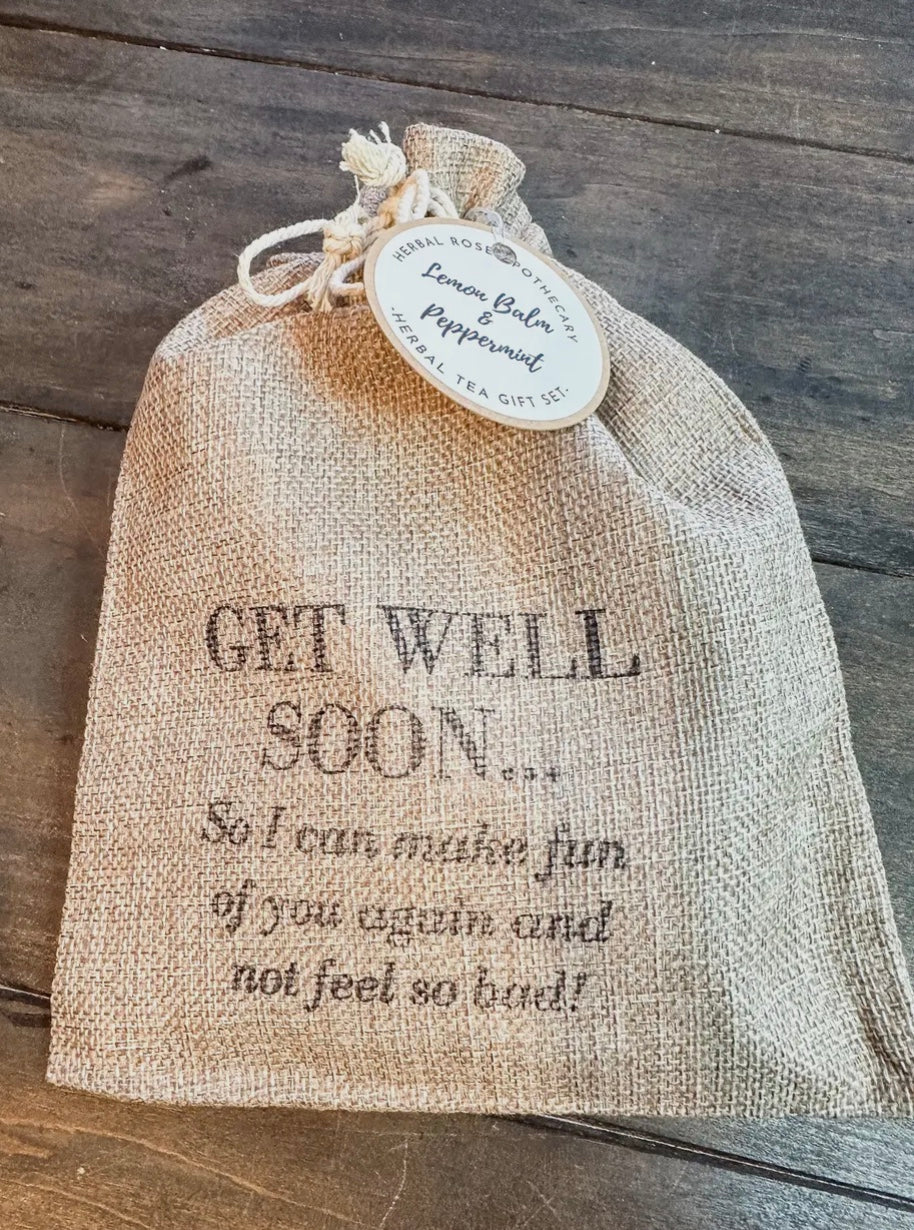 HERBAL ROSE APOTHECARY
Lemon Balm
&
Peppermint
-HERBAL TEA GIFT SET-
GET WELL
SOON...
So I can make fun
of you again and
not feel so bad!